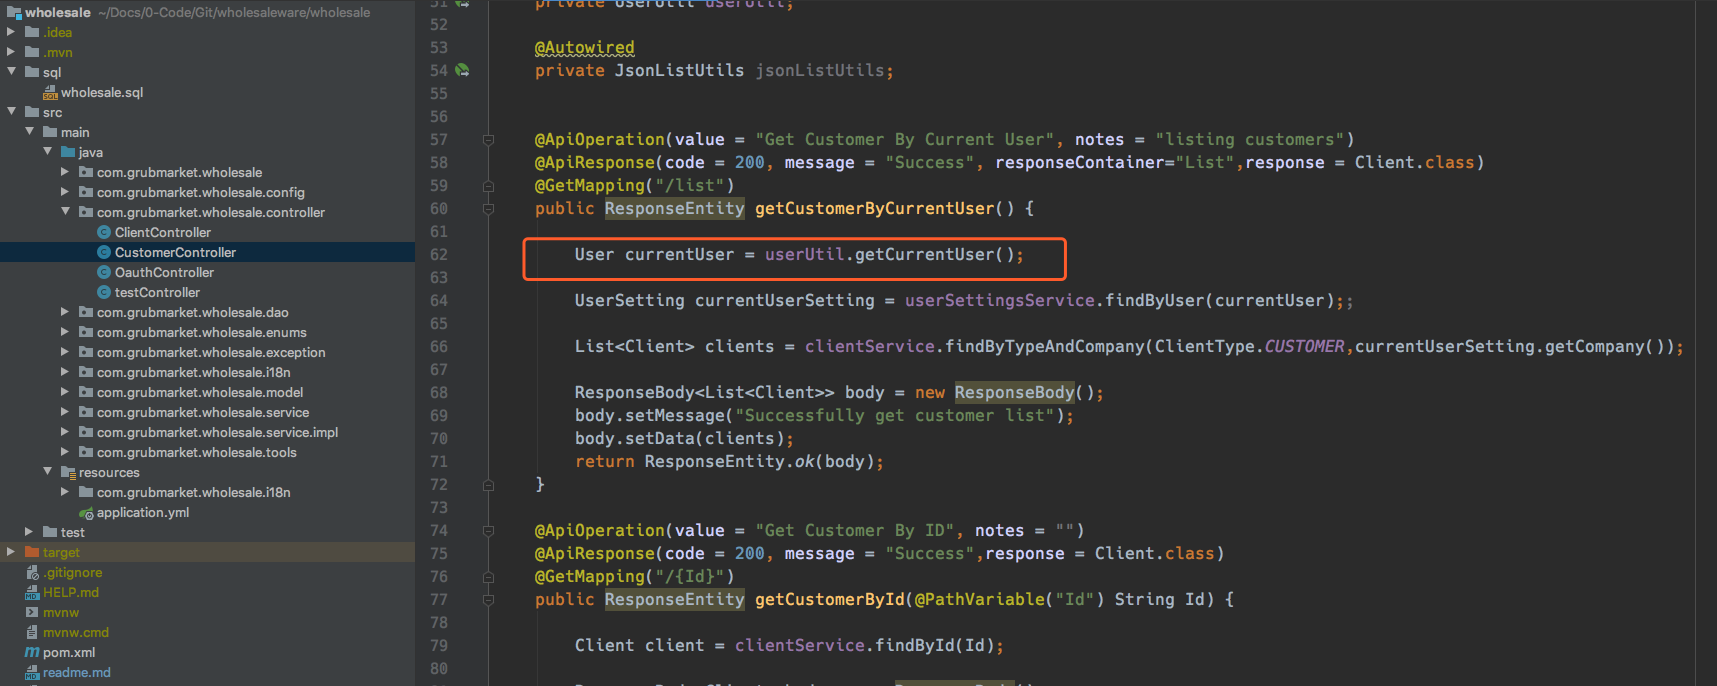 wholesale ~/Docs/0-Code/Git/wholesaleware/wholesale
.idea
.mvn
sql
wholesale.sql
src
main
java
com.grubmarket.wholesale
com.grubmarket.wholesale.config
com.grubmarket.wholesale.controller
ClientController
CustomerController
OauthController
testController
com.grubmarket.wholesale.dao
com.grubmarket.wholesale.enums
com.grubmarket.wholesale.exception
com.grubmarket.wholesale.i18n
com.grubmarket.wholesale.model
com.grubmarket.wholesale.service
com.grubmarket.wholesale.service.impl
com.grubmarket.wholesale.tools
resources
com.grubmarket.wholesale.i18n
application.yml
test
target
.gitignore
HELP.md
mvnw
mvnw.cmd
pom.xml
readme.md
51 private UserUtil userUtil;
52
53 @Autowired
54 private JsonListUtils jsonListUtils;
55
56
57 @ApiOperation(value = "Get Customer By Current User", notes = "listing customers")
58 @ApiResponse(code = 200, message = "Success", responseContainer="List",response = Client.class)
59 @GetMapping("/list")
60 public ResponseEntity getCustomerByCurrentUser() {
61
62 User currentUser = userUtil.getCurrentUser();
63
64 UserSetting currentUserSetting = userSettingsService.findByUser(currentUser);;
65
66 List<Client> clients = clientService.findByTypeAndCompany(ClientType.CUSTOMER,currentUserSetting.getCompany());
67
68 ResponseBody<List<Client>> body = new ResponseBody();
69 body.setMessage("Successfully get customer list");
70 body.setData(clients);
71 return ResponseEntity.ok(body);
72 }
73
74 @ApiOperation(value = "Get Customer By ID", notes = "")
75 @ApiResponse(code = 200, message = "Success",response = Client.class)
76 @GetMapping("/{Id}")
77 public ResponseEntity getCustomerById(@PathVariable("Id") String Id) {
78
79 Client client = clientService.findById(Id);
80